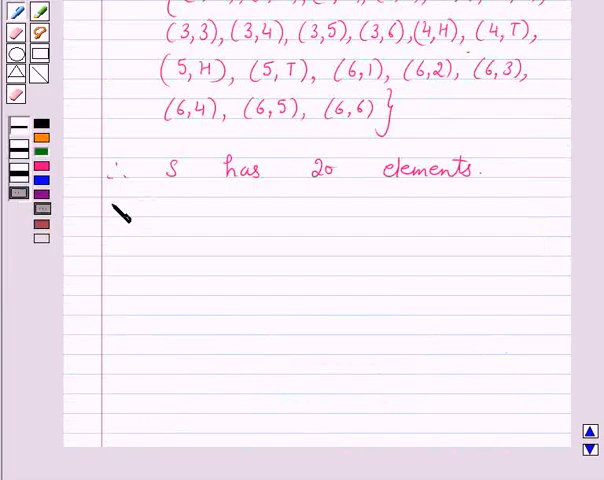 (3,3), (3,4), (3,5), (3,6), (4,H), (4,T),
(5,H), (5,T), (6,1), (6,2), (6,3),
(6,4), (6,5), (6,6) }
∴ S has 20 elements.